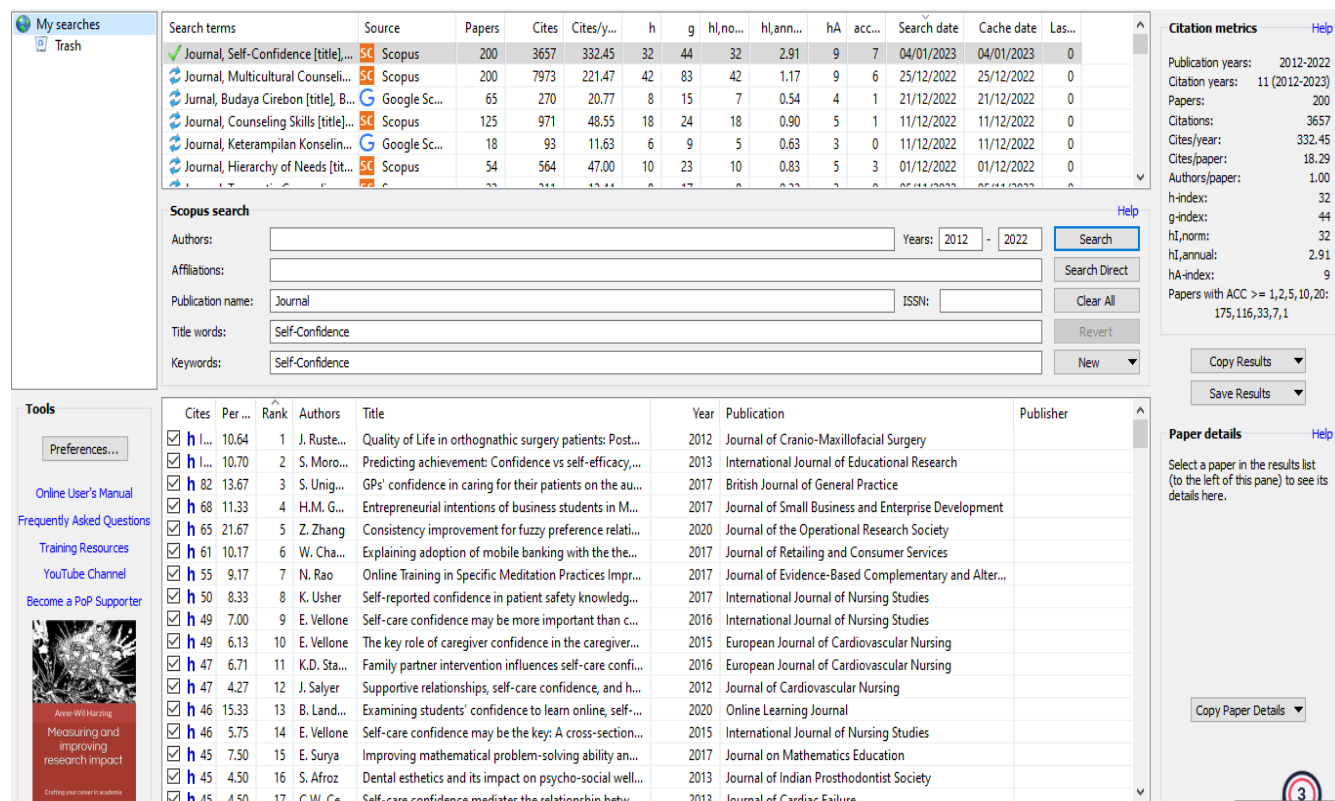 My searches
Trash
Search terms Source Papers Cites Cites/y... h g hI,no... hI,ann... hA acc... Search date Cache date Las...
Journal, Self-Confidence [title],... SC Scopus 200 3657 332.45 32 44 32 2.91 9 7 04/01/2023 04/01/2023 0
Journal, Multicultural Counseli... SC Scopus 200 7973 221.47 42 83 42 1.17 9 6 25/12/2022 25/12/2022 0
Jurnal, Budaya Cirebon [title], B... G Google Sc... 65 270 20.77 8 15 7 0.54 4 1 21/12/2022 21/12/2022 0
Journal, Counseling Skills [title]... SC Scopus 125 971 48.55 18 24 18 0.90 5 1 11/12/2022 11/12/2022 0
Journal, Keterampilan Konselin... G Google Sc... 18 93 11.63 6 9 5 0.63 3 0 11/12/2022 11/12/2022 0
Journal, Hierarchy of Needs [tit... SC Scopus 54 564 47.00 10 23 10 0.83 5 3 01/12/2022 01/12/2022 0
Scopus search Help
Authors: Years: 2012 - 2022 Search
Affiliations: Search Direct
Publication name: Journal ISSN: Clear All
Title words: Self-Confidence Revert
Keywords: Self-Confidence New
Tools
Preferences...
Online User's Manual
Frequently Asked Questions
Training Resources
YouTube Channel
Become a PoP Supporter
Anne-Wil Harzing
Measuring and
improving
research impact
Crafting your career in academia
Cites Per ... Rank Authors Title Year Publication Publisher
h 1... 10.64 1 J. Ruste... Quality of Life in orthognathic surgery patients: Post... 2012 Journal of Cranio-Maxillofacial Surgery
h 1... 10.70 2 S. Moro... Predicting achievement: Confidence vs self-efficacy,... 2013 International Journal of Educational Research
h 82 13.67 3 S. Unig... GPs' confidence in caring for their patients on the au... 2017 British Journal of General Practice
h 68 11.33 4 H.M. G... Entrepreneurial intentions of business students in M... 2017 Journal of Small Business and Enterprise Development
h 65 21.67 5 Z. Zhang Consistency improvement for fuzzy preference relati... 2020 Journal of the Operational Research Society
h 61 10.17 6 W. Cha... Explaining adoption of mobile banking with the the... 2017 Journal of Retailing and Consumer Services
h 55 9.17 7 N. Rao Online Training in Specific Meditation Practices Impr... 2017 Journal of Evidence-Based Complementary and Alter...
h 50 8.33 8 K. Usher Self-reported confidence in patient safety knowledg... 2017 International Journal of Nursing Studies
h 49 7.00 9 E. Vellone Self-care confidence may be more important than c... 2016 International Journal of Nursing Studies
h 49 6.13 10 E. Vellone The key role of caregiver confidence in the caregiver... 2015 European Journal of Cardiovascular Nursing
h 47 6.71 11 K.D. Sta... Family partner intervention influences self-care confi... 2016 European Journal of Cardiovascular Nursing
h 47 4.27 12 J. Salyer Supportive relationships, self-care confidence, and h... 2012 Journal of Cardiovascular Nursing
h 46 15.33 13 B. Land... Examining students' confidence to learn online, self-... 2020 Online Learning Journal
h 46 5.75 14 E. Vellone Self-care confidence may be the key: A cross-section... 2015 International Journal of Nursing Studies
h 45 7.50 15 E. Surya Improving mathematical problem-solving ability an... 2017 Journal on Mathematics Education
h 45 4.50 16 S. Afroz Dental esthetics and its impact on psycho-social well... 2013 Journal of Indian Prosthodontist Society
h 45 4.50 17 C.W. Ce... Self-care confidence mediates the relationship betw... 2013 Journal of Cardiac Failure
Citation metrics Help
Publication years: 2012-2022
Citation years: 11 (2012-2023)
Papers: 200
Citations: 3657
Cites/year: 332.45
Cites/paper: 18.29
Authors/paper: 1.00
h-index: 32
g-index: 44
hI,norm: 32
hI,annual: 2.91
hA-index: 9
Papers with ACC >= 1,2,5,10,20:
175,116,33,7,1
Copy Results
Save Results
Paper details Help
Select a paper in the results list
(to the left of this pane) to see its
details here.
Copy Paper Details
3